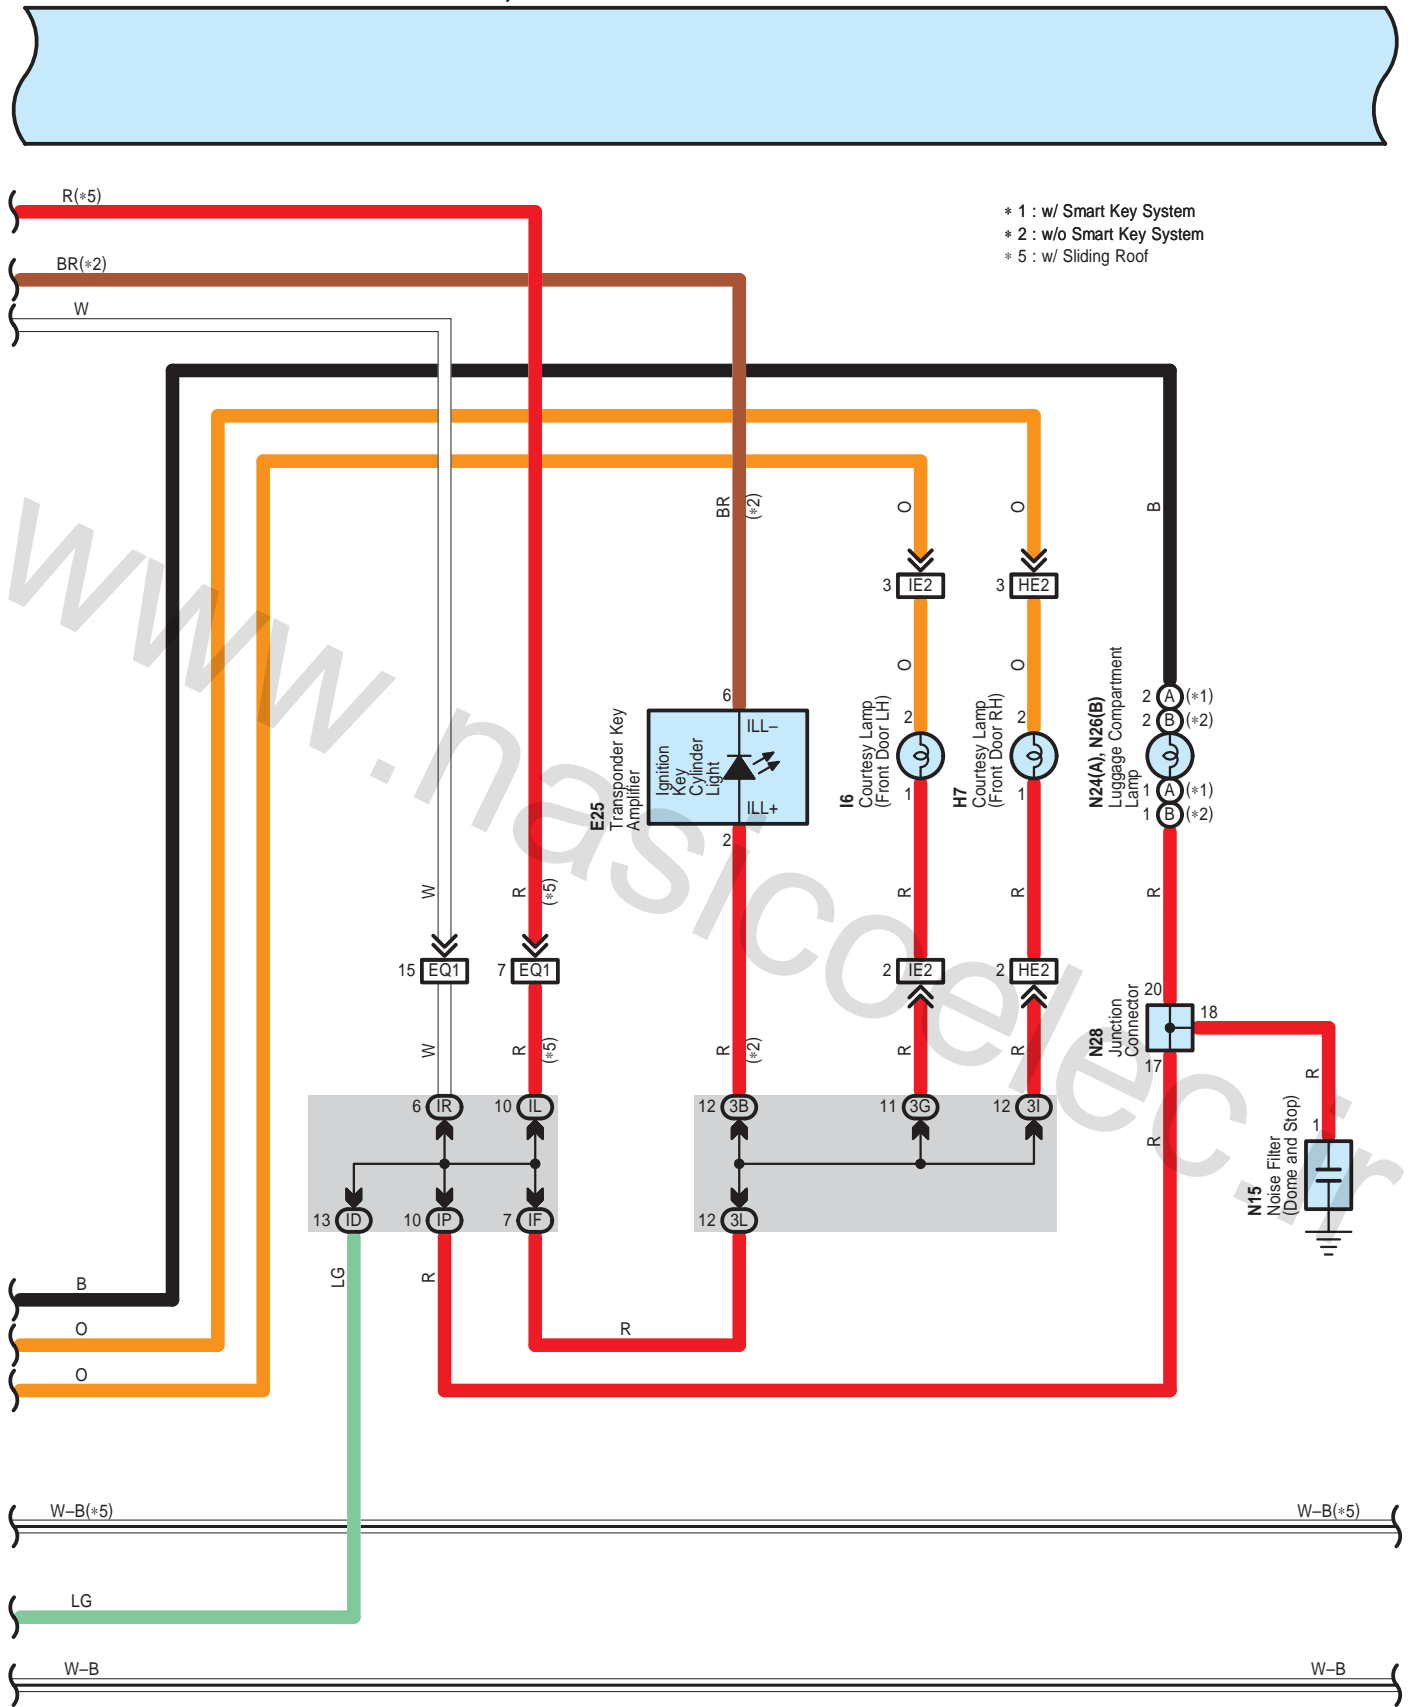 R(*5)
* 1 : w/ Smart Key System
* 2 : w/o Smart Key System
* 5 : w/ Sliding Roof
BR(*2)
W
BR
(*2)
O
O
B
3 IE2
3 HE2
O
O
N24(A), N26(B)
Luggage Compartment
Lamp
2 A (*1)
2 B (*2)
1 A (*1)
1 B (*2)
6
ILL–
ILL+
2
Ignition
Key
Cylinder
Light
E25
Transponder Key
Amplifier
2
I6
Courtesy Lamp
(Front Door LH)
1
2
H7
Courtesy Lamp
(Front Door RH)
1
W
R
(*5)
R
R
R
15 EQ1
7 EQ1
2 IE2
2 HE2
20
N28
Junction
Connector
18
17
W
R
(*5)
R
(*2)
R
R
R
R
6 IR
10 IL
12 3B
11 3G
12 3I
1
N15
Noise Filter
(Dome and Stop)
13 ID
10 IP
7 IF
12 3L
LG
R
B
O
R
O
W–B(*5)
W–B(*5)
LG
W–B
W–B
www.nasicoelec.ir